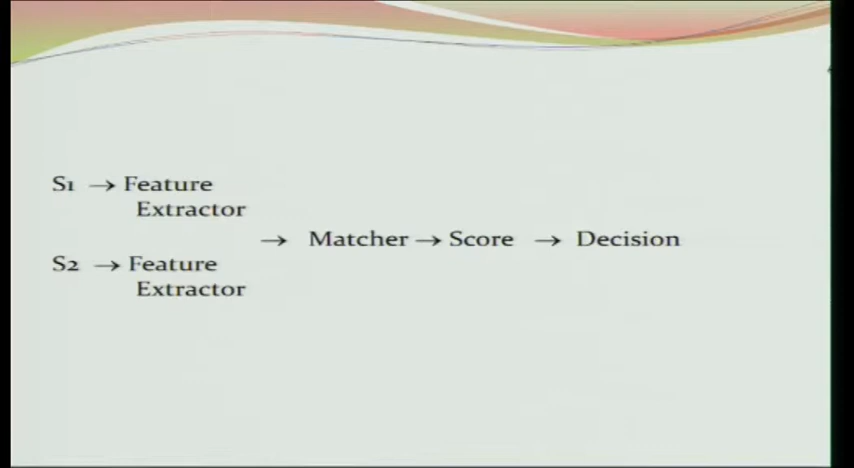 S1 → Feature
Extractor
→ Matcher → Score → Decision
S2 → Feature
Extractor